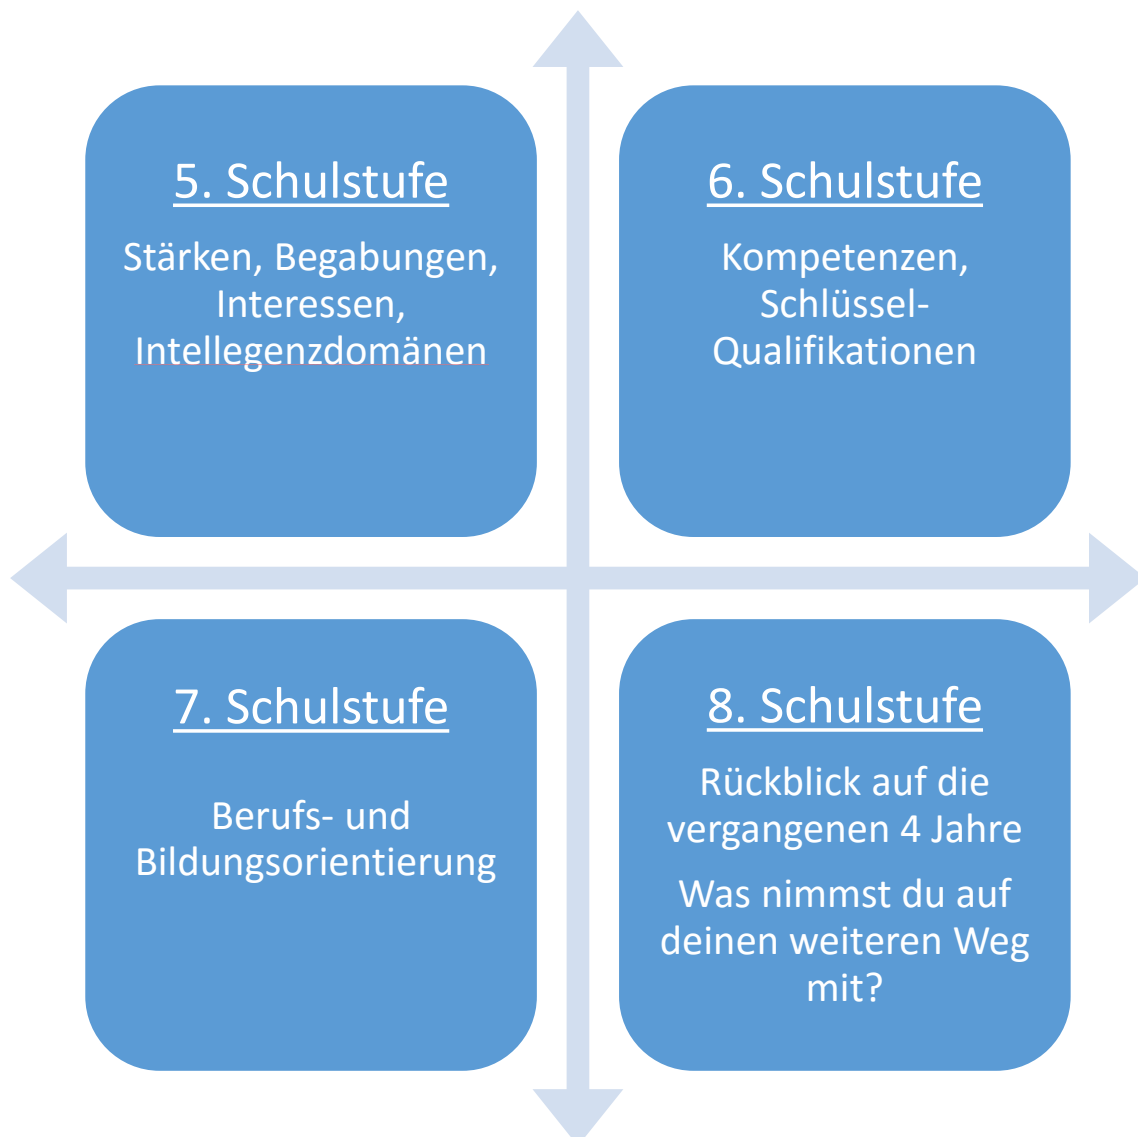 5. Schulstufe
Stärken, Begabungen,
Interessen,
Intellegenzdomänen
6. Schulstufe
Kompetenzen,
Schlüssel-
Qualifikationen
7. Schulstufe
Berufs- und
Bildungsorientierung
8. Schulstufe
Rückblick auf die
vergangenen 4 Jahre
Was nimmst du auf
deinen weiteren Weg
mit?